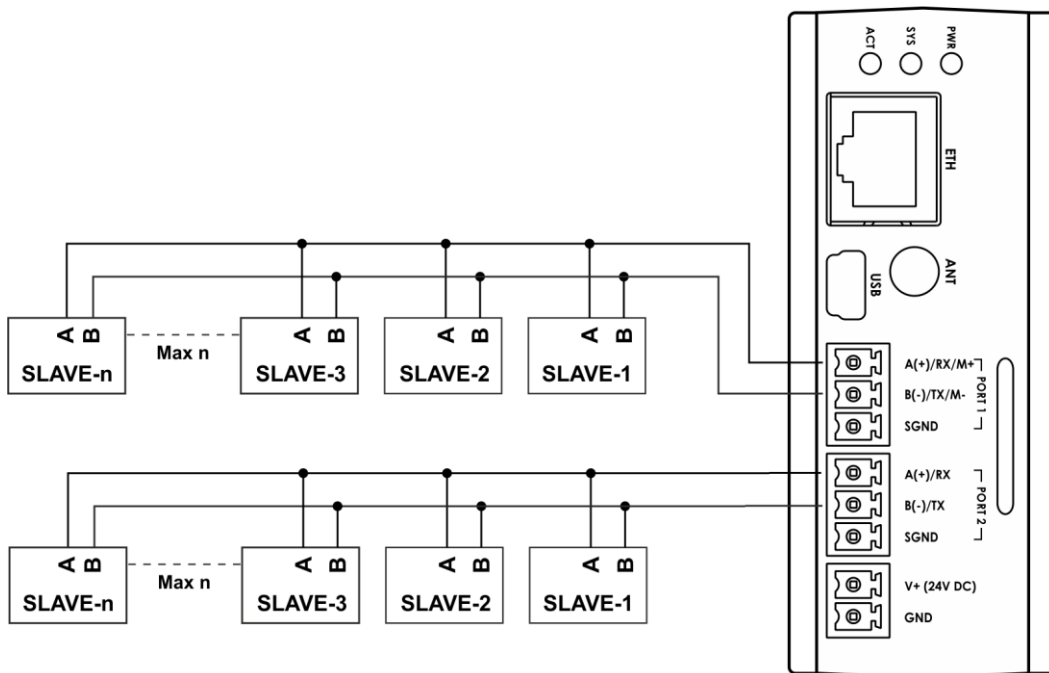 ACT SYS PWR
ETH
USB ANT
A B A B A B A B
Max n
SLAVE-n SLAVE-3 SLAVE-2 SLAVE-1
A(+)/RX/M+
B(-)/TX/M-
SGND
PORT 1
A(+)/RX
B(-)/TX
SGND
PORT 2
A B A B A B A B
Max n
SLAVE-n SLAVE-3 SLAVE-2 SLAVE-1
V+ (24V DC)
GND